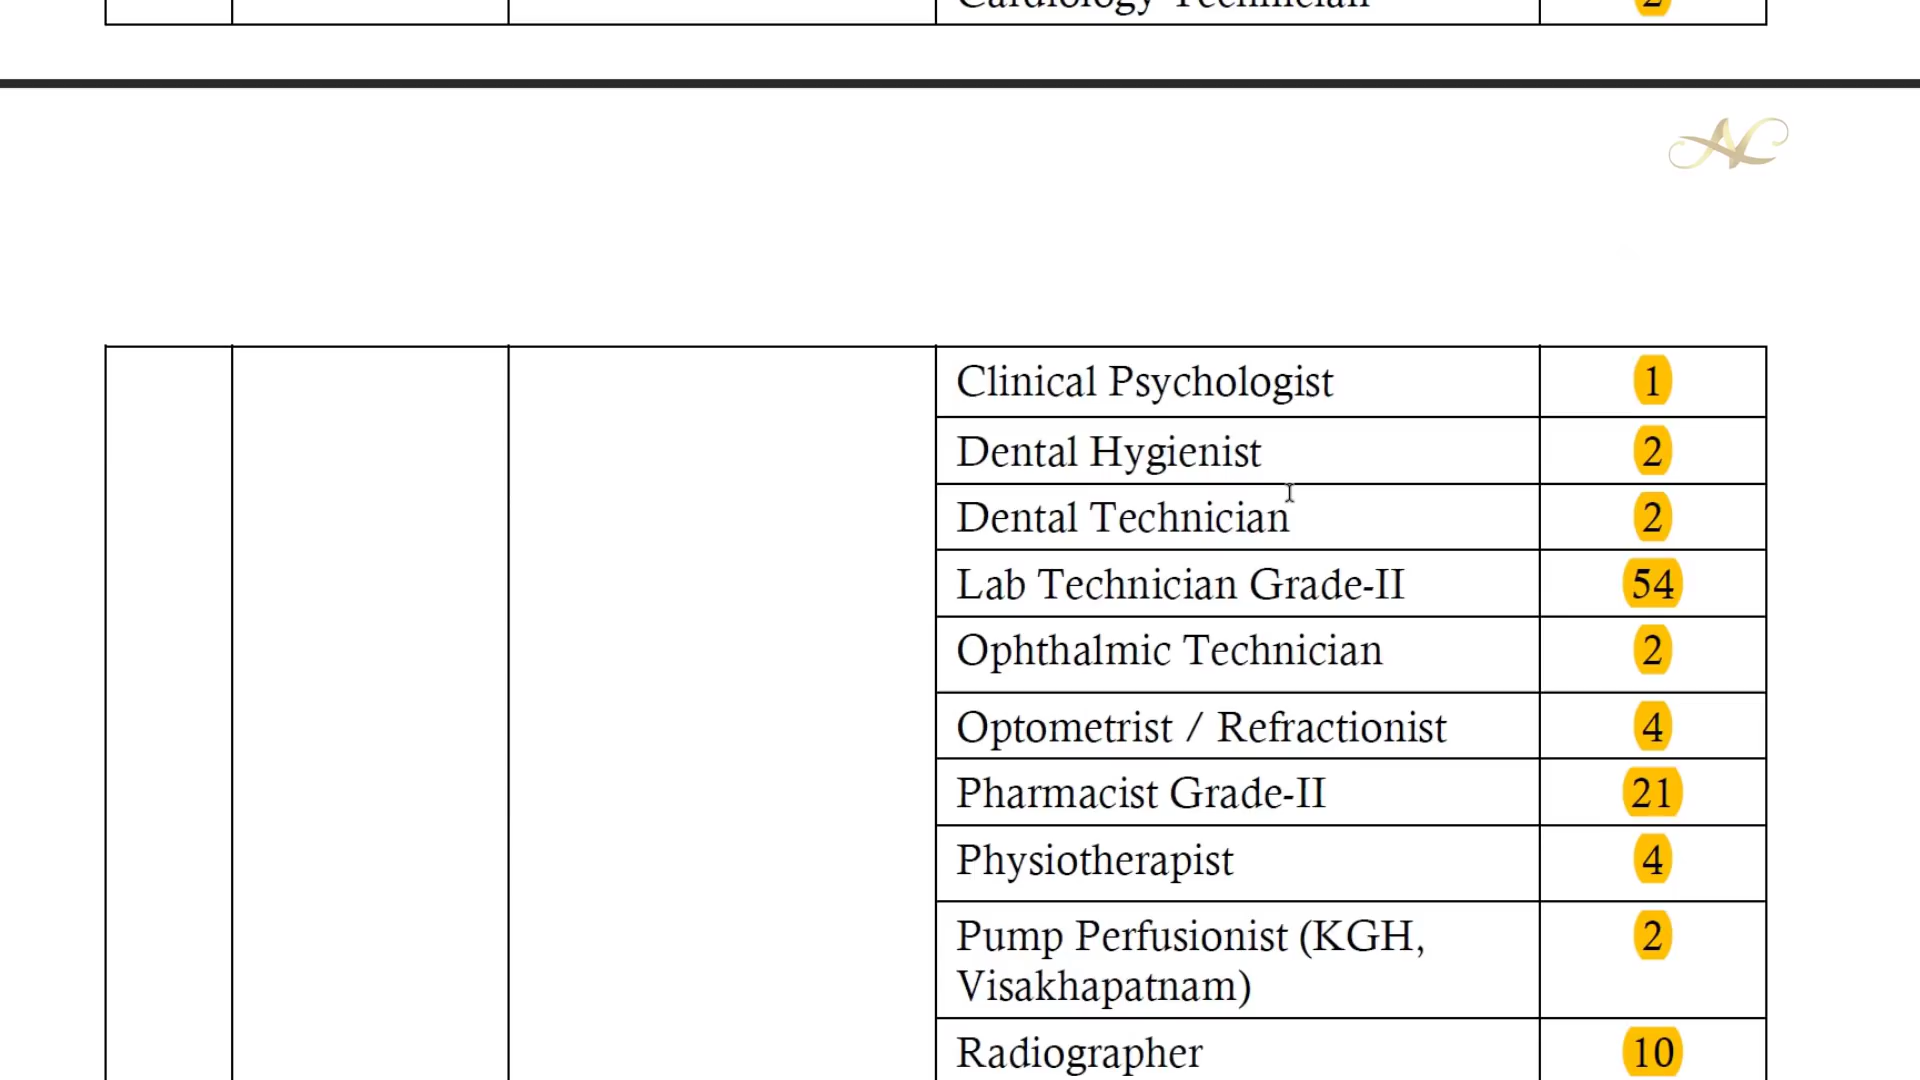 Cardiology Technician 2
Clinical Psychologist 1
Dental Hygienist 2
Dental Technician 2
Lab Technician Grade-II 54
Ophthalmic Technician 2
Optometrist / Refractionist 4
Pharmacist Grade-II 21
Physiotherapist 4
Pump Perfusionist (KGH, 2
Visakhapatnam)
Radiographer 10